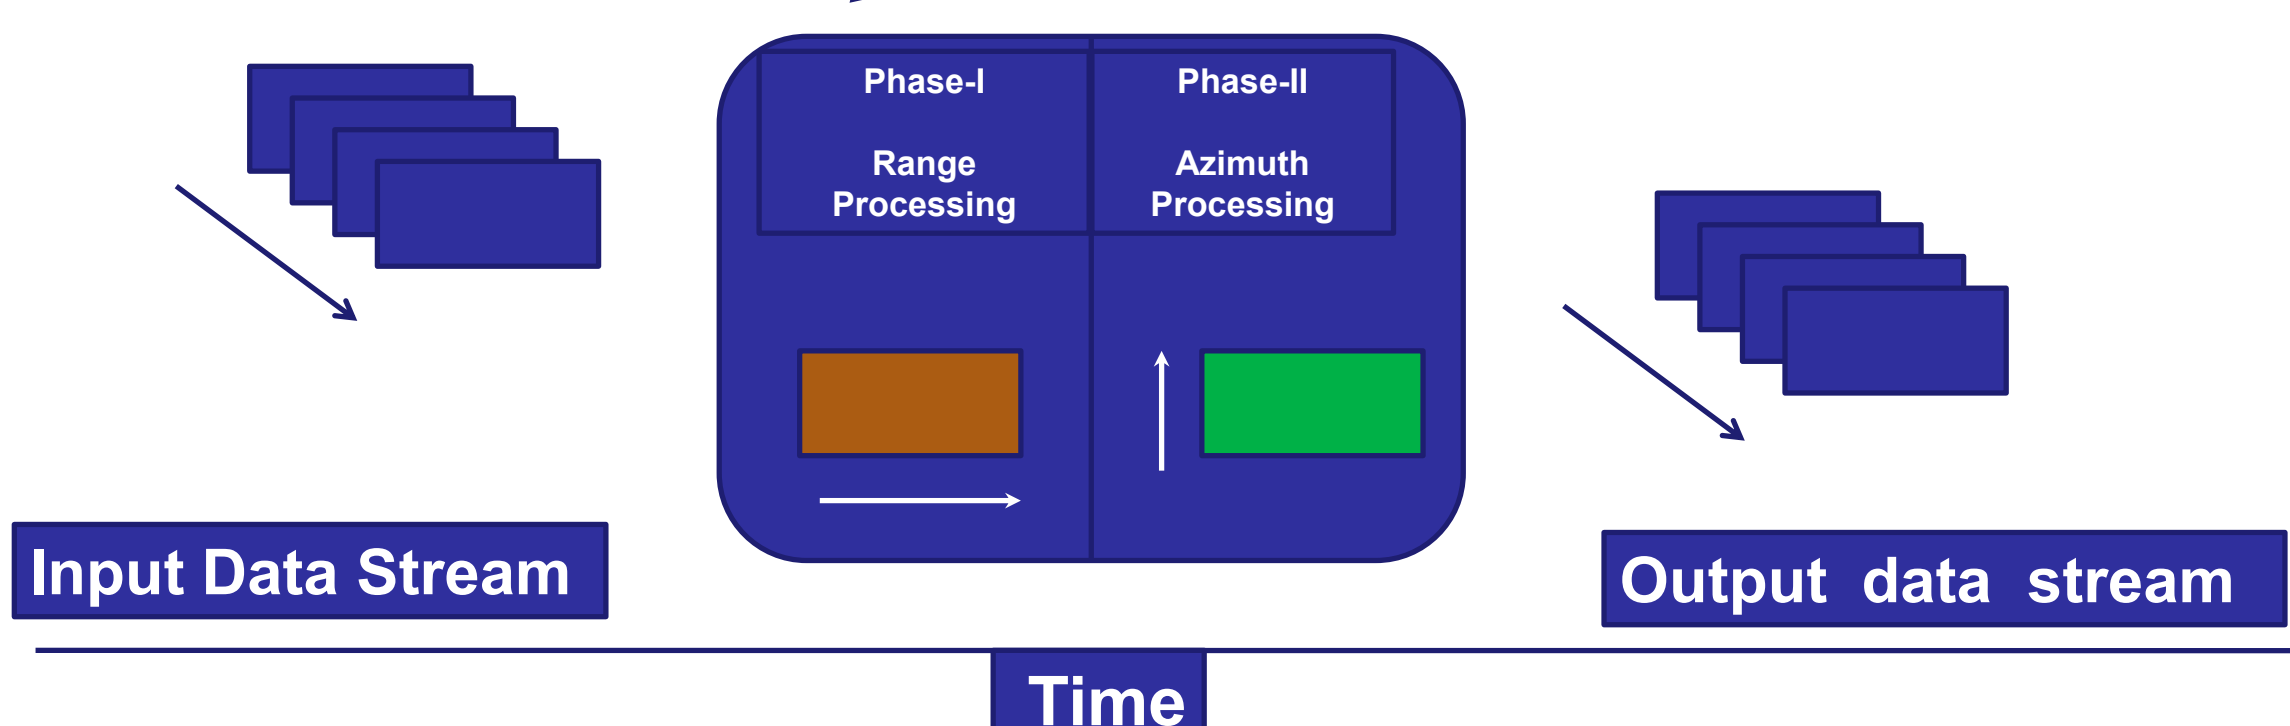 Phase-I
Range
Processing
Phase-II
Azimuth
Processing
Input Data Stream
Output data stream
Time